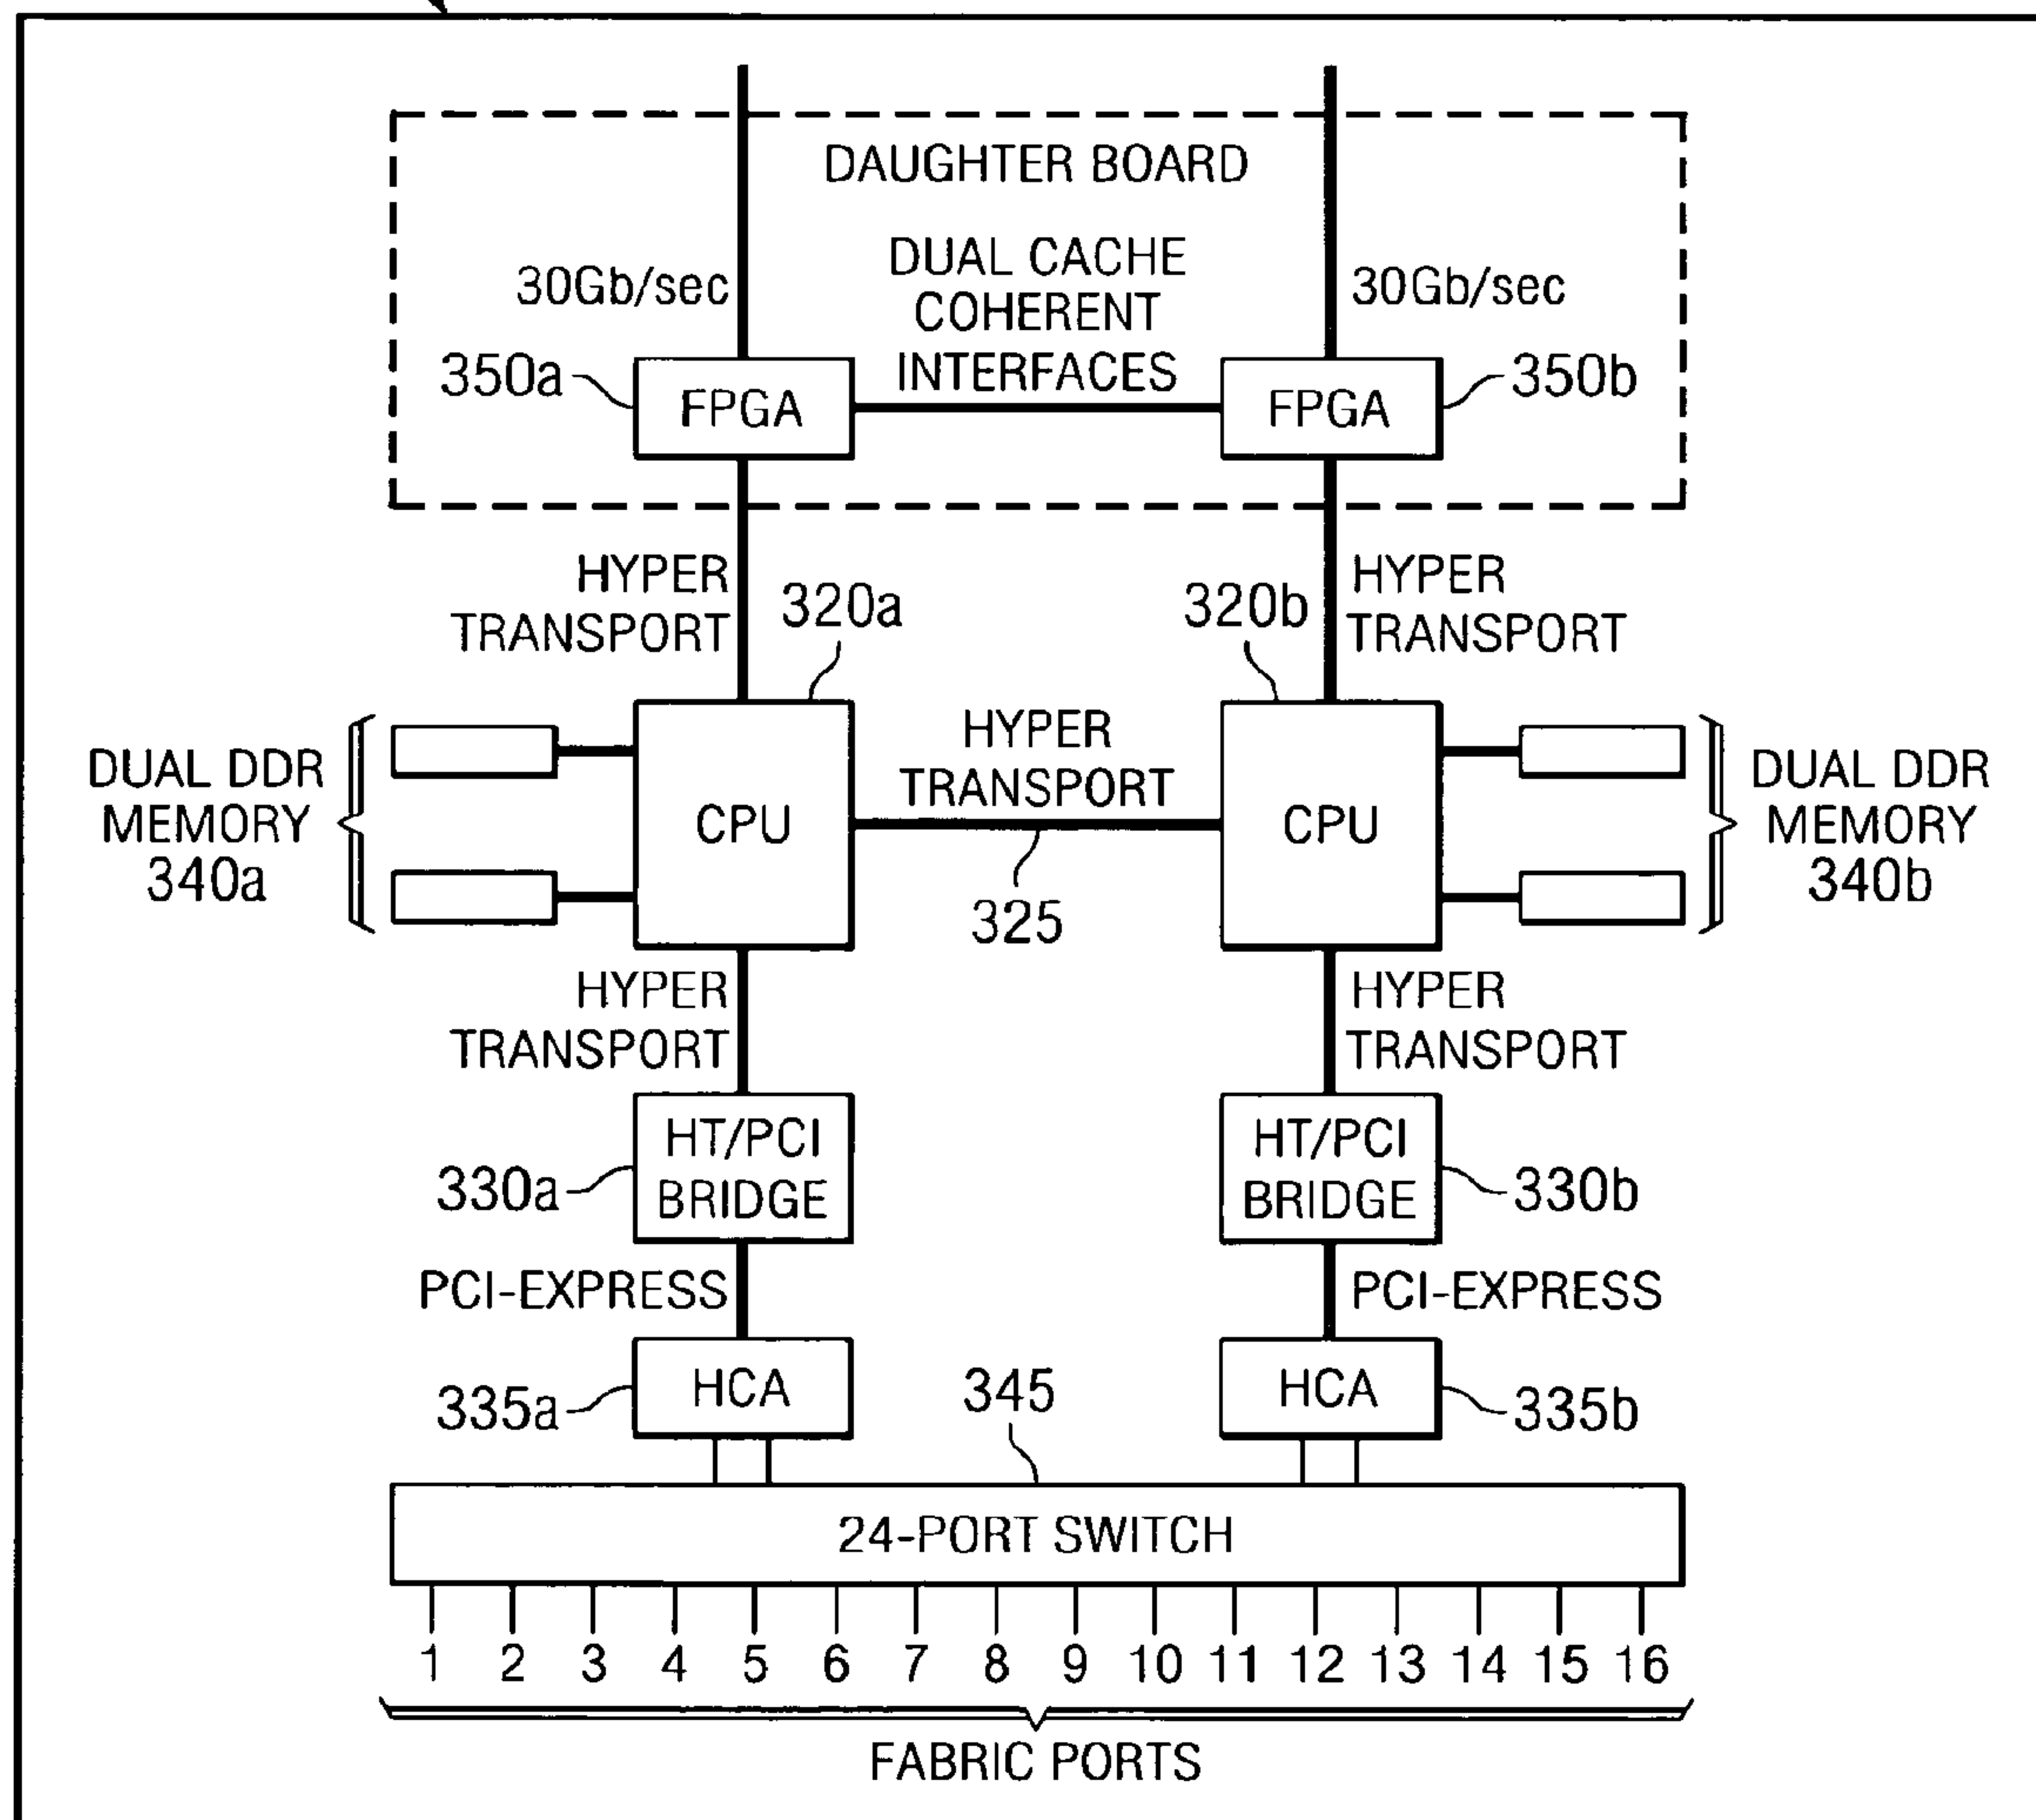 DAUGHTER BOARD
DUAL CACHE
COHERENT
INTERFACES
30Gb/sec
30Gb/sec
350a
FPGA
FPGA
350b
HYPER
TRANSPORT
HYPER
TRANSPORT
320a
320b
DUAL DDR
MEMORY
340a
CPU
HYPER
TRANSPORT
325
CPU
DUAL DDR
MEMORY
340b
HYPER
TRANSPORT
HYPER
TRANSPORT
330a
HT/PCI
BRIDGE
HT/PCI
BRIDGE
330b
PCI-EXPRESS
PCI-EXPRESS
335a
HCA
345
HCA
335b
24-PORT SWITCH
1 2 3 4 5 6 7 8 9 10 11 12 13 14 15 16
FABRIC PORTS